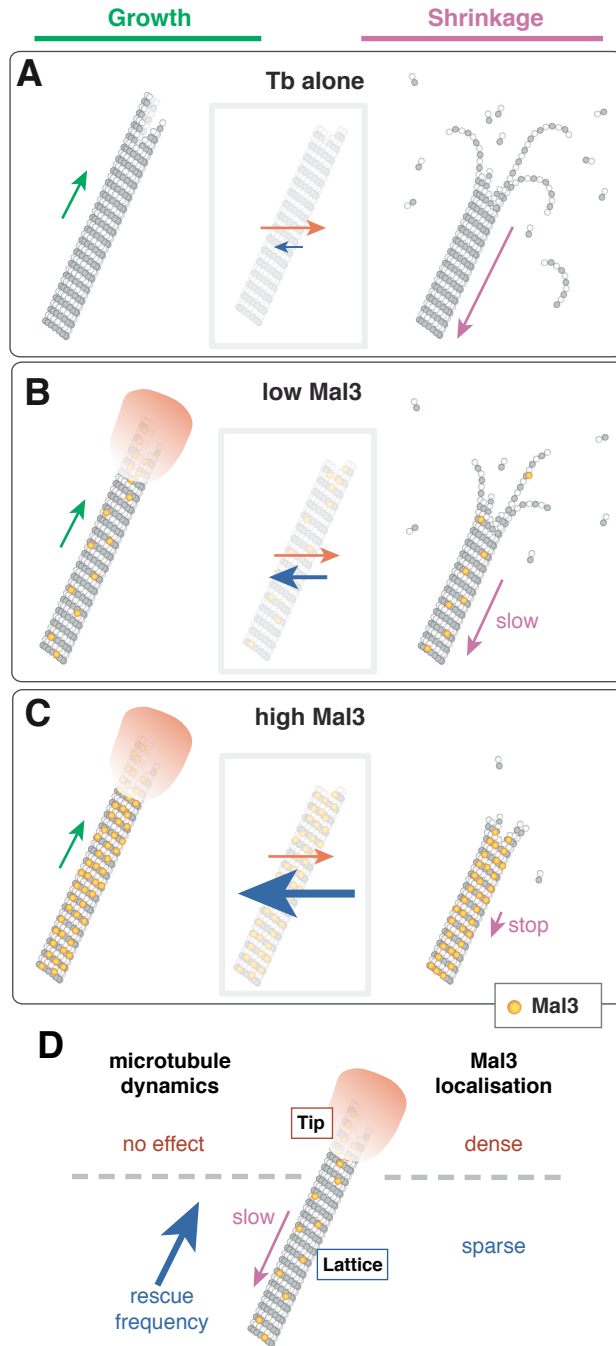 Growth
Shrinkage
A
Tb alone
B
low Mal3
slow
C
high Mal3
stop
Mal3
D
microtubule
dynamics
Mal3
localisation
Tip
no effect
dense
slow
Lattice
sparse
rescue
frequency